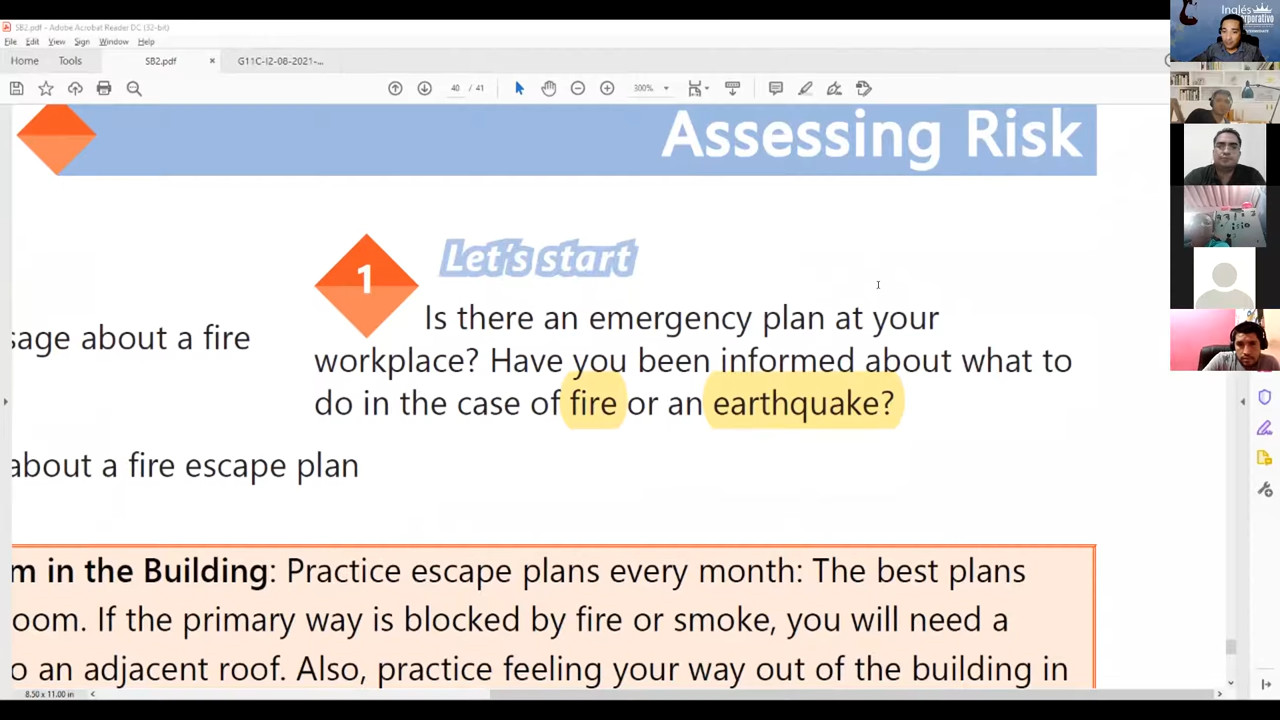 SB2.pdf - Adobe Acrobat Reader DC (32-bit)
File Edit View Sign Window Help
Home Tools SB2.pdf × G11C-I2-08-2021-...
40 / 41 300%
Assessing Risk
1
Let's start
Is there an emergency plan at your
workplace? Have you been informed about what to
do in the case of fire or an earthquake?
sage about a fire
about a fire escape plan
m in the Building: Practice escape plans every month: The best plans
oom. If the primary way is blocked by fire or smoke, you will need a
o an adjacent roof. Also, practice feeling your way out of the building in
8.50 x 11.00 in
Inglés